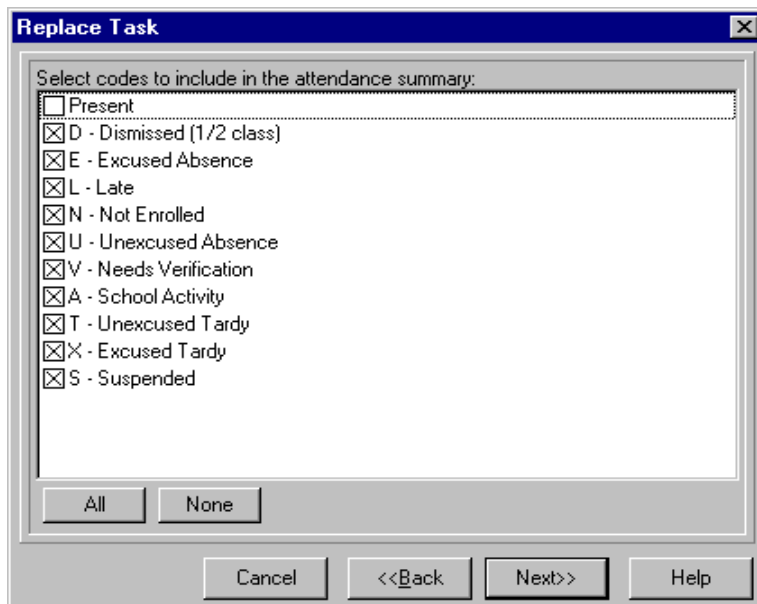 Replace Task
Select codes to include in the attendance summary:
Present
D - Dismissed (1/2 class)
E - Excused Absence
L - Late
N - Not Enrolled
U - Unexcused Absence
V - Needs Verification
A - School Activity
T - Unexcused Tardy
X - Excused Tardy
S - Suspended
All None
Cancel <<Back Next>> Help